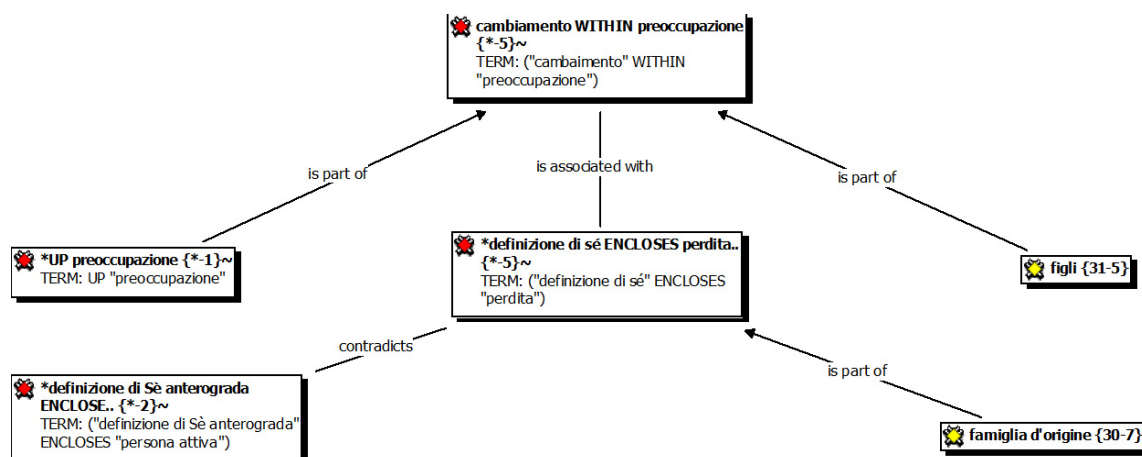 cambiamento WITHIN preoccupazione
{*-5}~
TERM: ("cambaimento" WITHIN
"preoccupazione")
is part of
is associated with
is part of
*UP preoccupazione {*-1}~
TERM: UP "preoccupazione"
*definizione di sé ENCLOSES perdita..
{*-5}~
TERM: ("definizione di sé" ENCLOSES
"perdita")
figli {31-5}
contradicts
is part of
*definizione di Sè anterograda
ENCLOSE.. {*-2}~
TERM: ("definizione di Sè anterograda"
ENCLOSES "persona attiva")
famiglia d'origine {30-7}